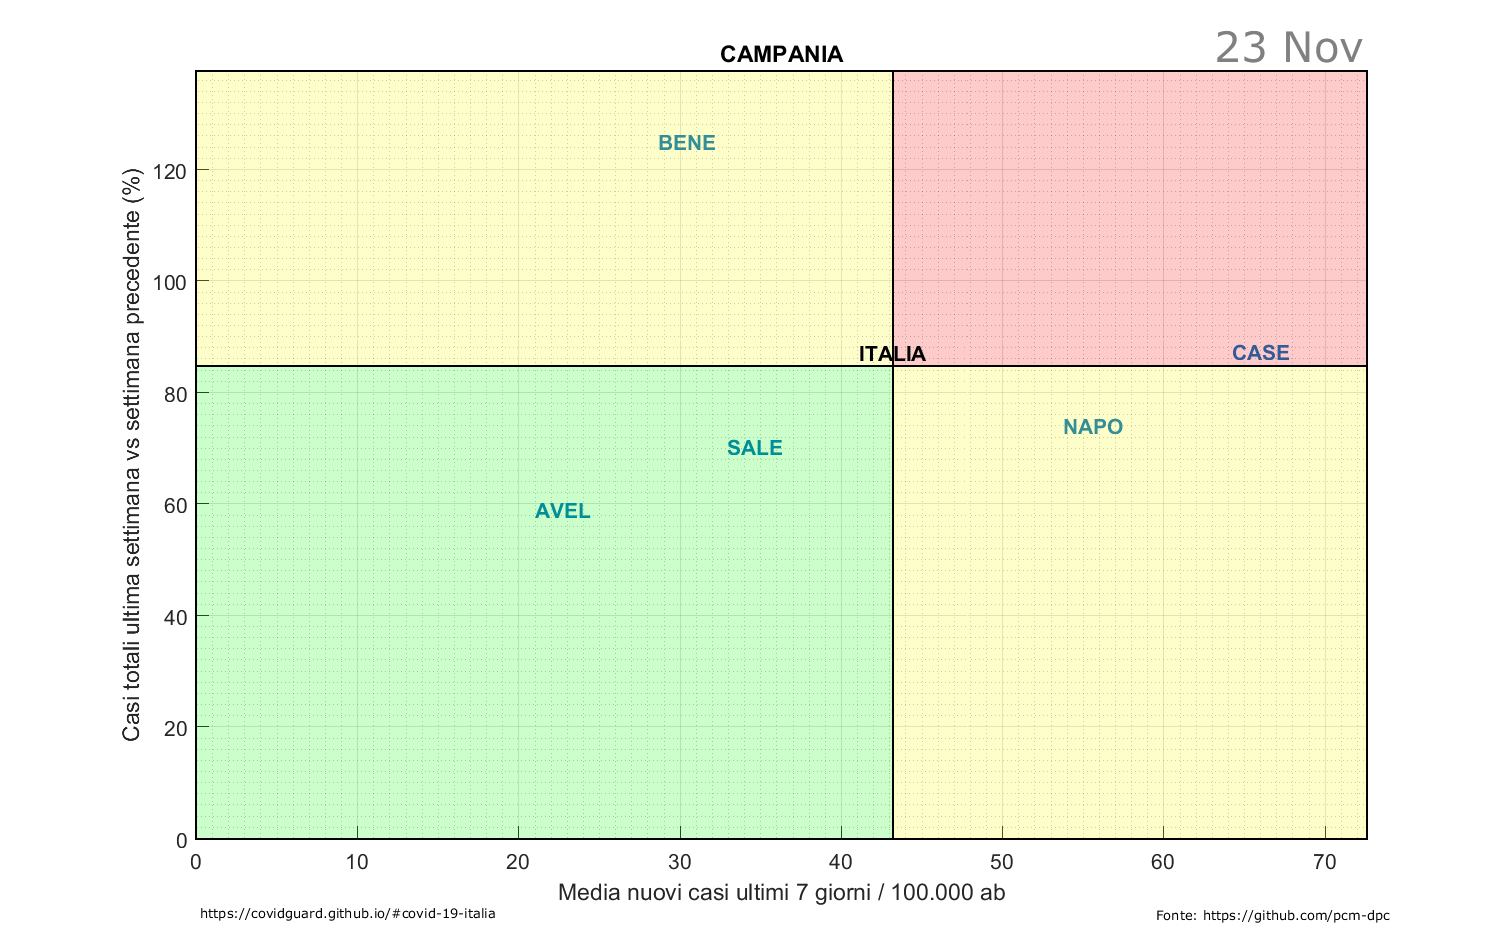 23 Nov
CAMPANIA
Casi totali ultima settimana vs settimana precedente (%)
120
100
80
60
40
20
0
BENE
ITALIA
CASE
NAPO
SALE
AVEL
0 10 20 30 40 50 60 70
Media nuovi casi ultimi 7 giorni / 100.000 ab
https://covidguard.github.io/#covid-19-italia
Fonte: https://github.com/pcm-dpc